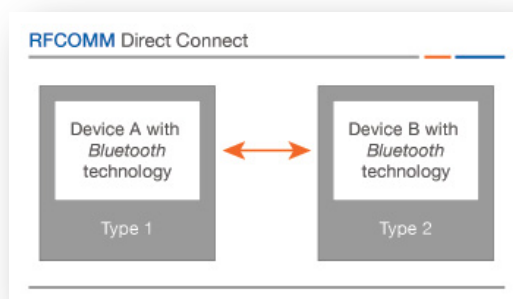 RFCOMM Direct Connect
Device A with
Bluetooth
technology
Type 1
Device B with
Bluetooth
technology
Type 2